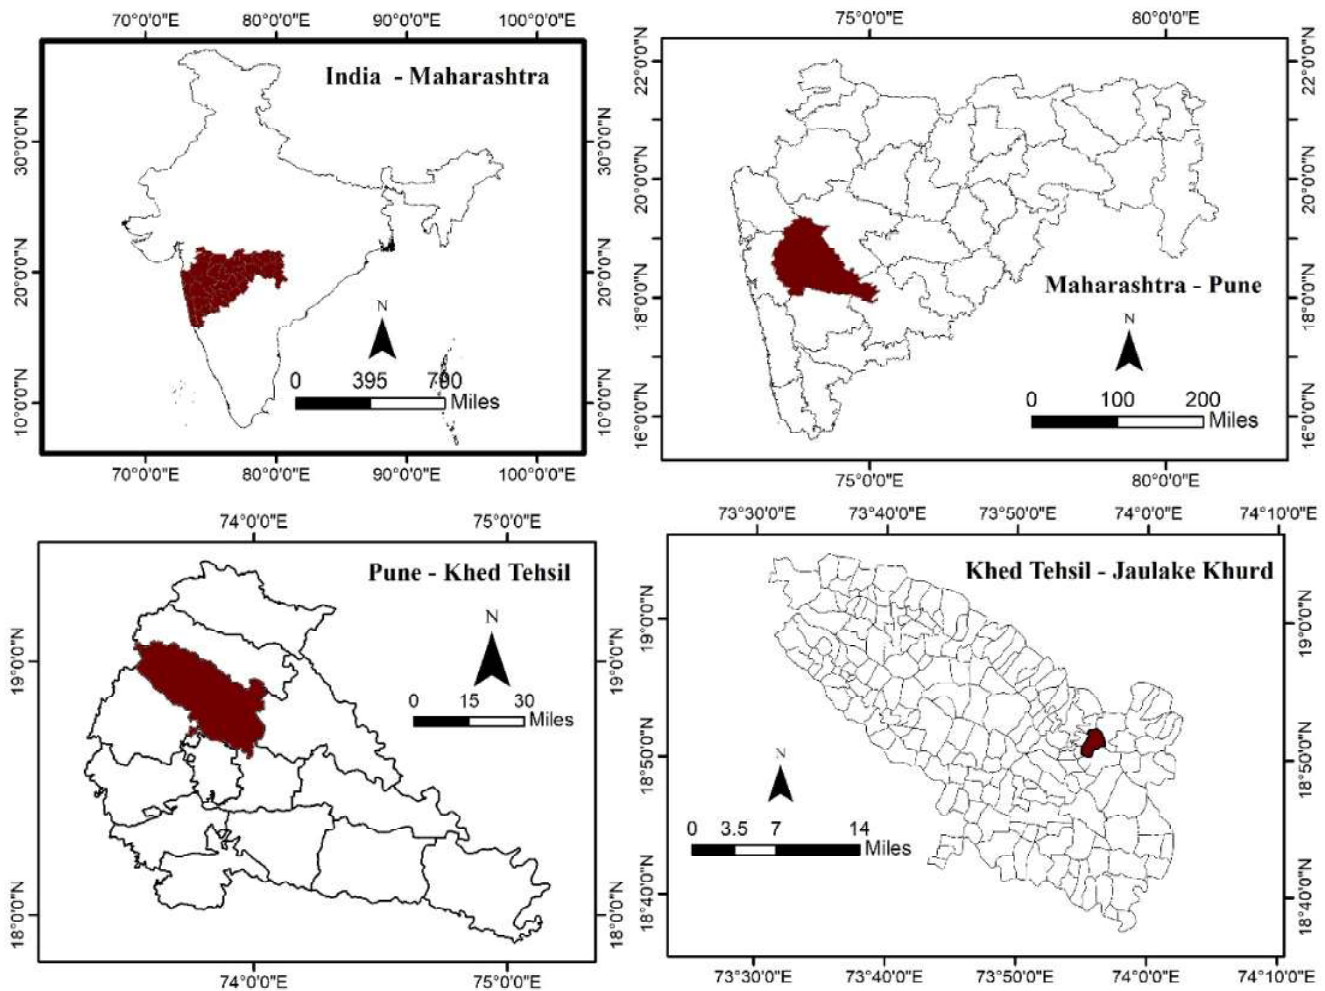 70°0'0"E 80°0'0"E 90°0'0"E 100°0'0"E
India - Maharashtra
30°0'0"N 20°0'0"N 10°0'0"N
30°0'0"N 20°0'0"N 10°0'0"N
N
0 395 790
Miles
70°0'0"E 80°0'0"E 90°0'0"E 100°0'0"E
75°0'0"E 80°0'0"E
22°0'0"N 20°0'0"N 18°0'0"N 16°0'0"N
22°0'0"N 20°0'0"N 18°0'0"N 16°0'0"N
Maharashtra - Pune
N
0 100 200
Miles
75°0'0"E 80°0'0"E
74°0'0"E 75°0'0"E
Pune - Khed Tehsil
19°0'0"N 18°0'0"N
19°0'0"N 18°0'0"N
N
0 15 30
Miles
74°0'0"E 75°0'0"E
73°30'0"E 73°40'0"E 73°50'0"E 74°0'0"E 74°10'0"E
Khed Tehsil - Jaulake Khurd
19°0'0"N 18°50'0"N 18°40'0"N
19°0'0"N 18°50'0"N 18°40'0"N
N
0 3.5 7 14
Miles
73°30'0"E 73°40'0"E 73°50'0"E 74°0'0"E 74°10'0"E